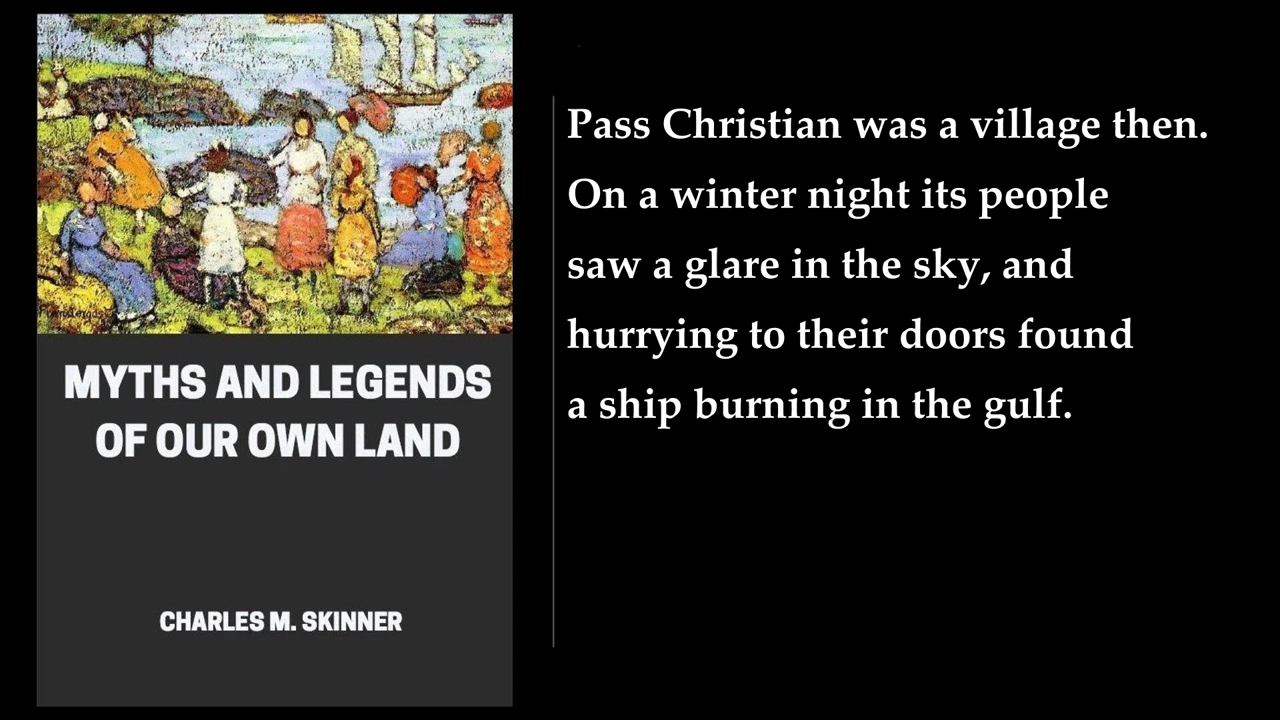 MYTHS AND LEGENDS
OF OUR OWN LAND
CHARLES M. SKINNER
Pass Christian was a village then.
On a winter night its people
saw a glare in the sky, and
hurrying to their doors found
a ship burning in the gulf.